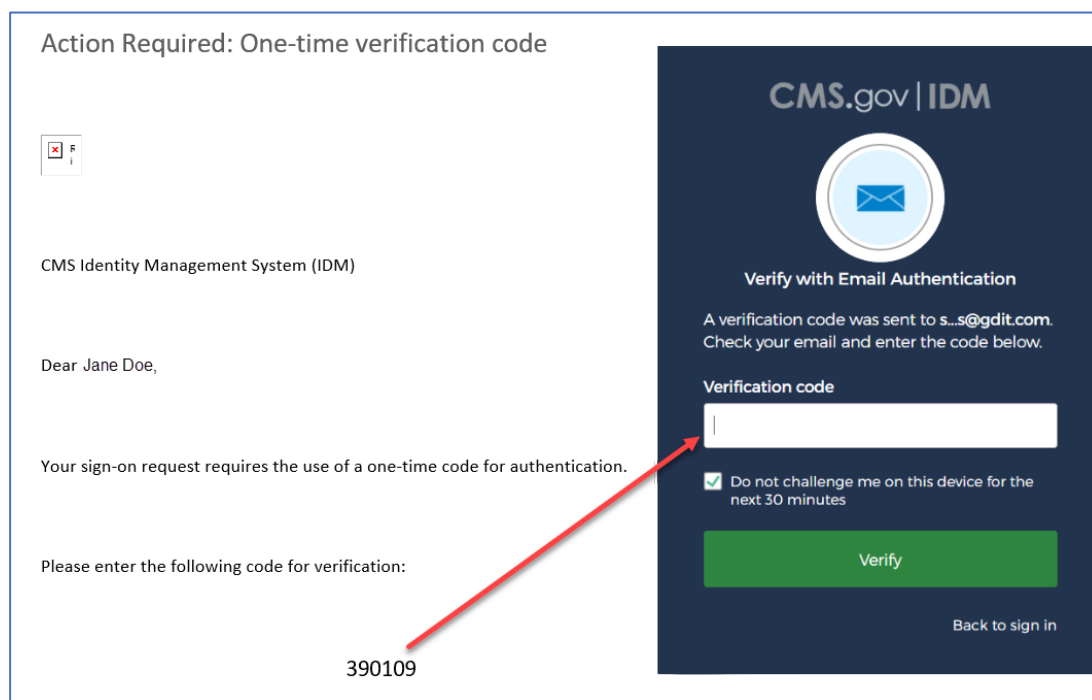 Action Required: One-time verification code
CMS Identity Management System (IDM)
Dear Jane Doe,
Your sign-on request requires the use of a one-time code for authentication.
Please enter the following code for verification:
390109
CMS.gov|IDM
Verify with Email Authentication
A verification code was sent to s...s@gdit.com.
Check your email and enter the code below.
Verification code
Do not challenge me on this device for the
next 30 minutes
Verify
Back to sign in